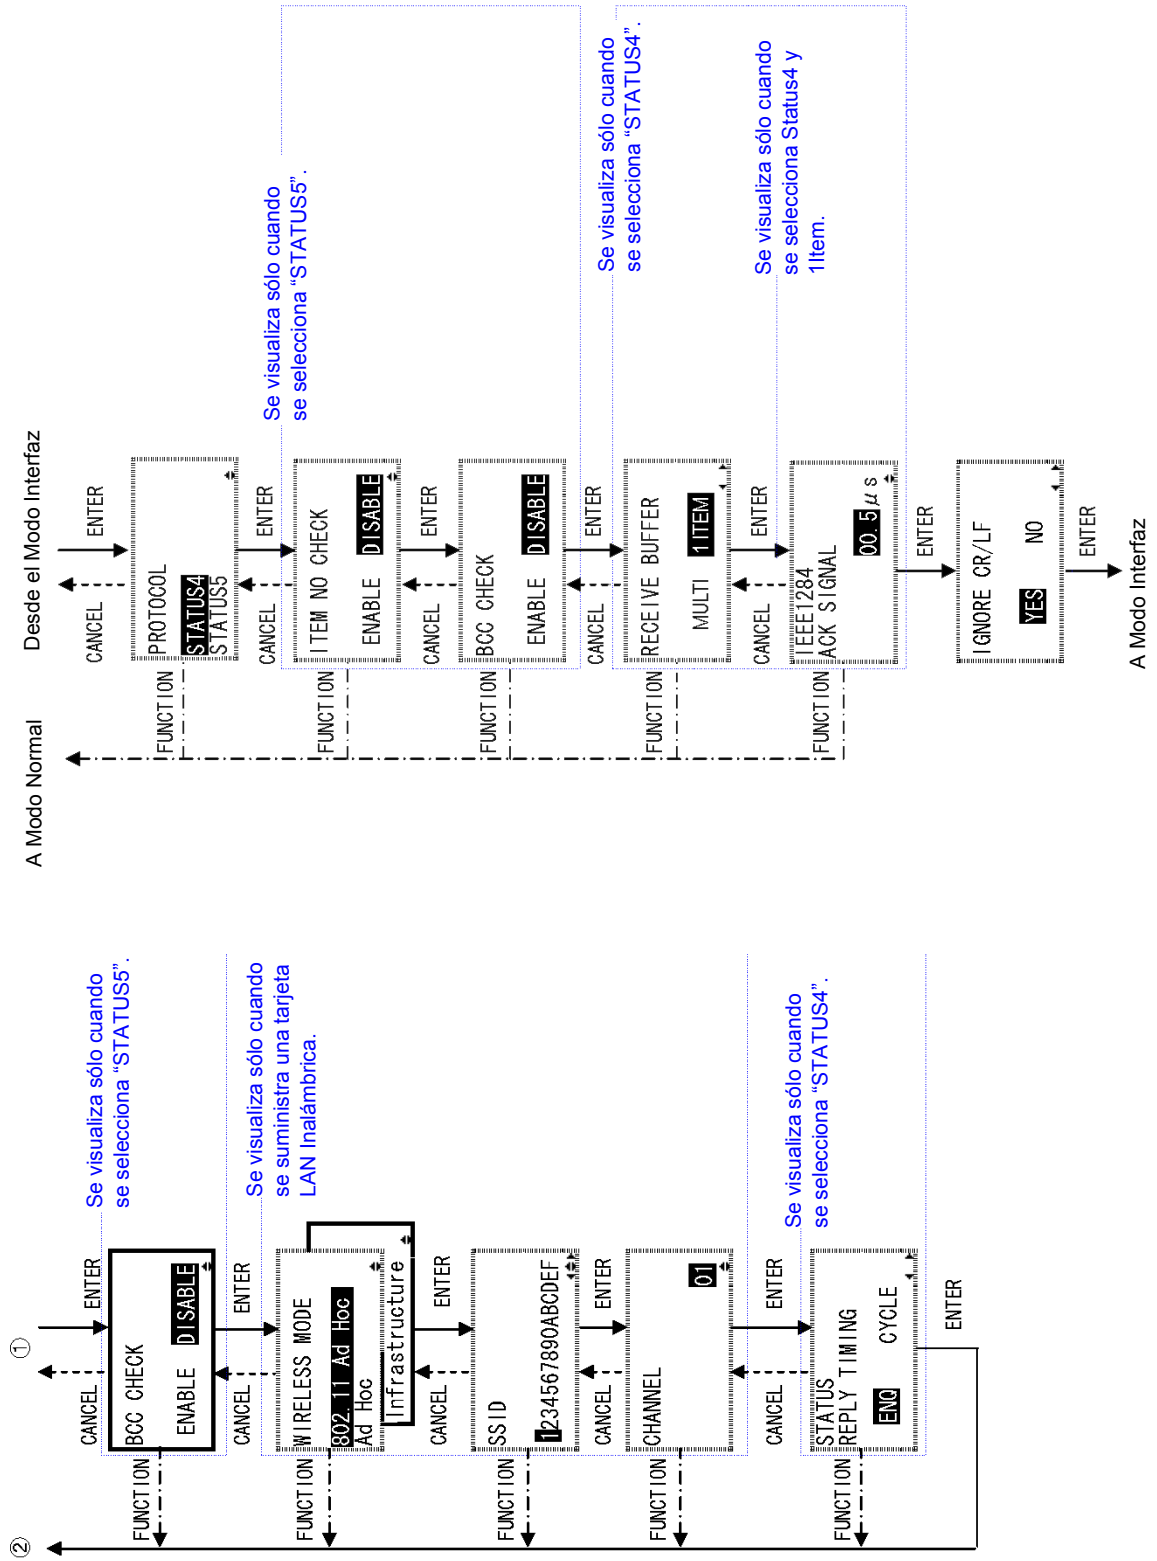 ①
②
CANCEL
ENTER
Se visualiza sólo cuando
se selecciona “STATUS5”.
BCC CHECK
ENABLE DISABLE
FUNCTION
CANCEL
ENTER
Se visualiza sólo cuando
se suministra una tarjeta
LAN Inalámbrica.
WIRELESS MODE
802.11 Ad Hoc
Ad Hoc
Infrastructure
FUNCTION
CANCEL
ENTER
SSID
1234567890ABCDEF
FUNCTION
CANCEL
ENTER
CHANNEL
01
FUNCTION
CANCEL
ENTER
Se visualiza sólo cuando
se selecciona “STATUS4”.
STATUS
REPLY TIMING
ENQ CYCLE
FUNCTION
ENTER
A Modo Normal
Desde el Modo Interfaz
CANCEL
ENTER
PROTOCOL
STATUS4
STATUS5
FUNCTION
CANCEL
ENTER
Se visualiza sólo cuando
se selecciona “STATUS5”.
ITEM NO CHECK
ENABLE DISABLE
FUNCTION
CANCEL
ENTER
BCC CHECK
ENABLE DISABLE
FUNCTION
CANCEL
ENTER
Se visualiza sólo cuando
se selecciona “STATUS4”.
RECEIVE BUFFER
MULTI 1ITEM
FUNCTION
CANCEL
ENTER
Se visualiza sólo cuando
se selecciona Status4 y
1Item.
IEEE1284
ACK SIGNAL
00.5μs
FUNCTION
ENTER
IGNORE CR/LF
YES NO
ENTER
A Modo Interfaz